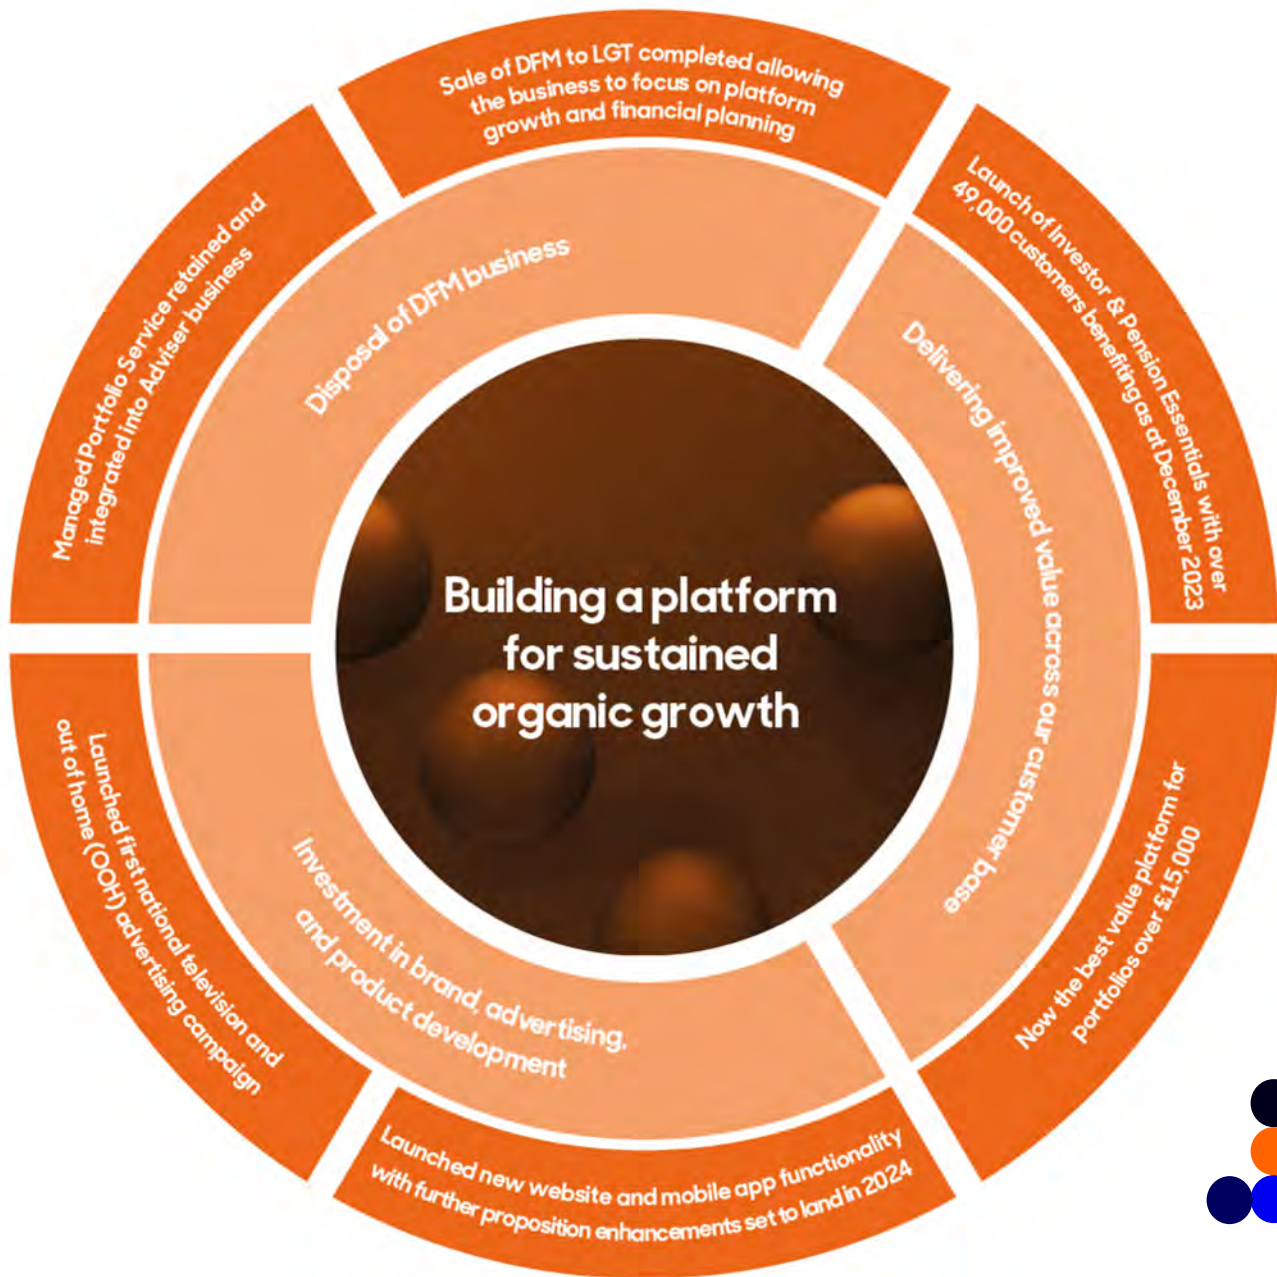 Building a platform
for sustained
organic growth
Disposal of DFM business
Managed Portfolio Service retained and
integrated into Adviser business
Sale of DFM to LGT completed allowing
the business to focus on platform
growth and financial planning
Delivering improved value across our customer base
Launch of Investor & Pension Essentials with over
49,000 customers benefiting as at December 2023
Now the best value platform for
portfolios over £15,000
Investment in brand, advertising,
and product development
Launched new website and mobile app functionality
with further proposition enhancements set to land in 2024
Launched first national television and
out of home (OOH) advertising campaign